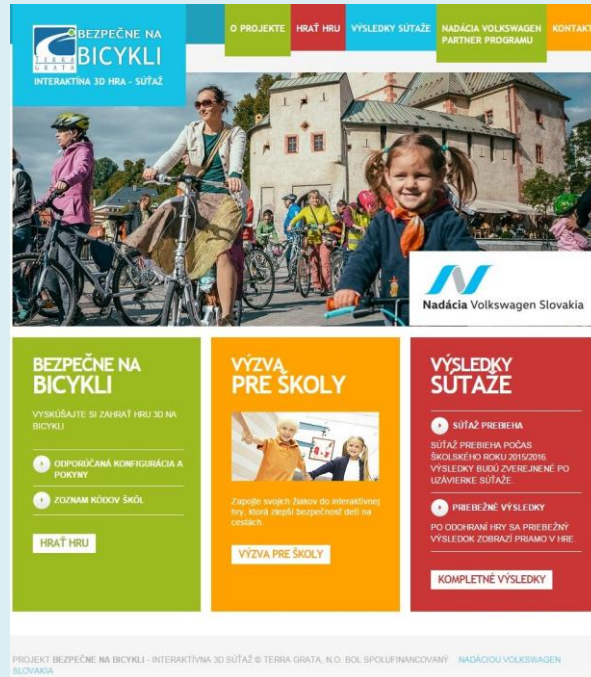 BEZPEČNE NA
BICYKLI
TERRA
GRATA
INTERAKTÍNA 3D HRA - SÚŤAŽ
O PROJEKTE
HRAŤ HRU
VÝSLEDKY SÚŤAŽE
NADÁCIA VOLKSWAGEN
PARTNER PROGRAMU
KONTAKT
Nadácia Volkswagen Slovakia
BEZPEČNE NA
BICYKLI
VYSKÚŠAJTE SI ZAHRAŤ HRU 3D NA
BICYKLI
ODPORÚČANÁ KONFIGURÁCIA A
POKYNY
ZOZNAM KÓDOV ŠKÔL
HRAŤ HRU
VÝZVA
PRE ŠKOLY
Zapojte svojich žiakov do interaktívnej
hry, ktorá zlepší bezpečnosť detí na
cestách.
VÝZVA PRE ŠKOLY
VÝSLEDKY
SÚŤAŽE
SÚŤAŽ PREBIEHA
SÚŤAŽ PREBIEHA POČAS
ŠKOLSKÉHO ROKU 2015/2016.
VÝSLEDKY BUDÚ ZVEREJNENÉ PO
UZÁVIERKE SÚŤAŽE.
PRIEBEŽNÉ VÝSLEDKY
PO ODOHRANÍ HRY SA PRIEBEŽNÝ
VÝSLEDOK ZOBRAZÍ PRIAMO V HRE.
KOMPLETNÉ VÝSLEDKY
PROJEKT BEZPEČNE NA BICYKLI - INTERAKTÍVNA 3D SÚŤAŽ © TERRA GRATA, N.O. BOL SPOLUFINANCOVANÝ NADÁCIOU VOLKSWAGEN
SLOVAKIA